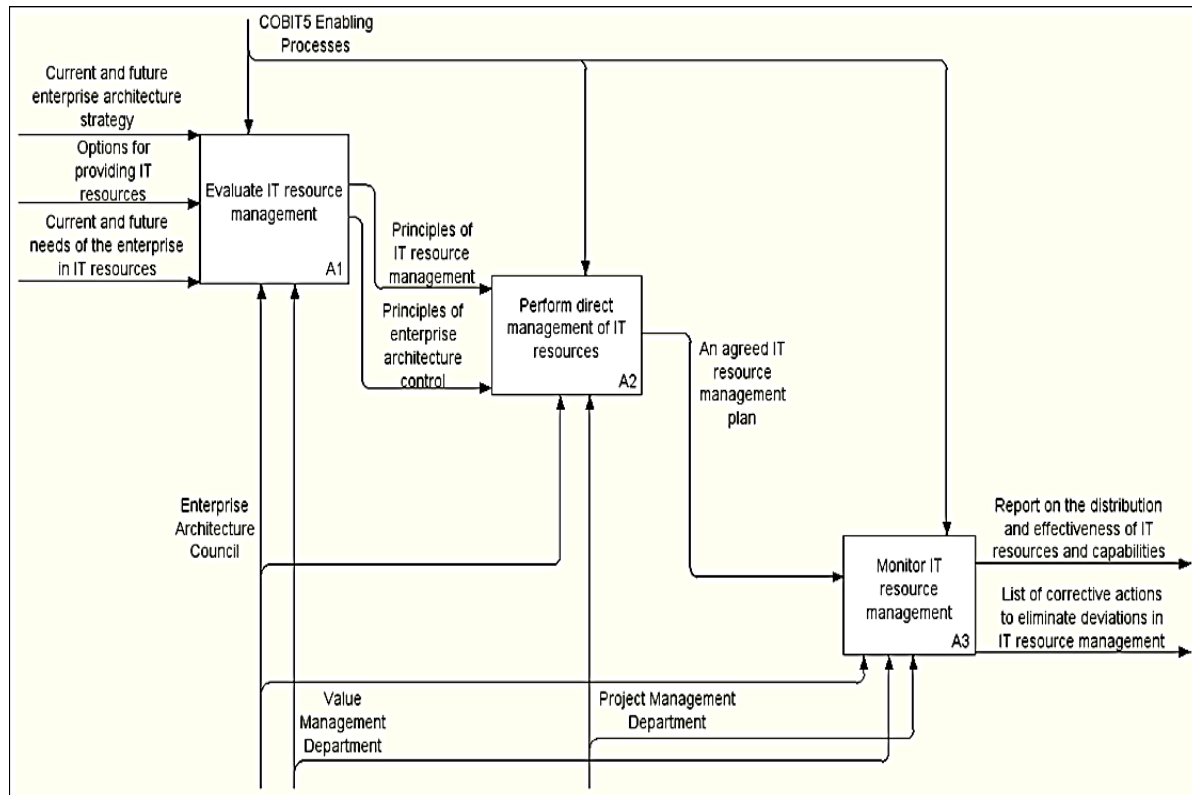 COBIT5 Enabling
Processes
Current and future
enterprise architecture
strategy
Options for
providing IT
resources
Current and future
needs of the enterprise
in IT resources
Evaluate IT resource
management
A1
Principles of
IT resource
management
Principles of
enterprise
architecture
control
Perform direct
management of IT
resources
A2
An agreed IT
resource
management
plan
Enterprise
Architecture
Council
Monitor IT
resource
management
A3
Report on the distribution
and effectiveness of IT
resources and capabilities
List of corrective actions
to eliminate deviations in
IT resource management
Value
Management
Department
Project Management
Department